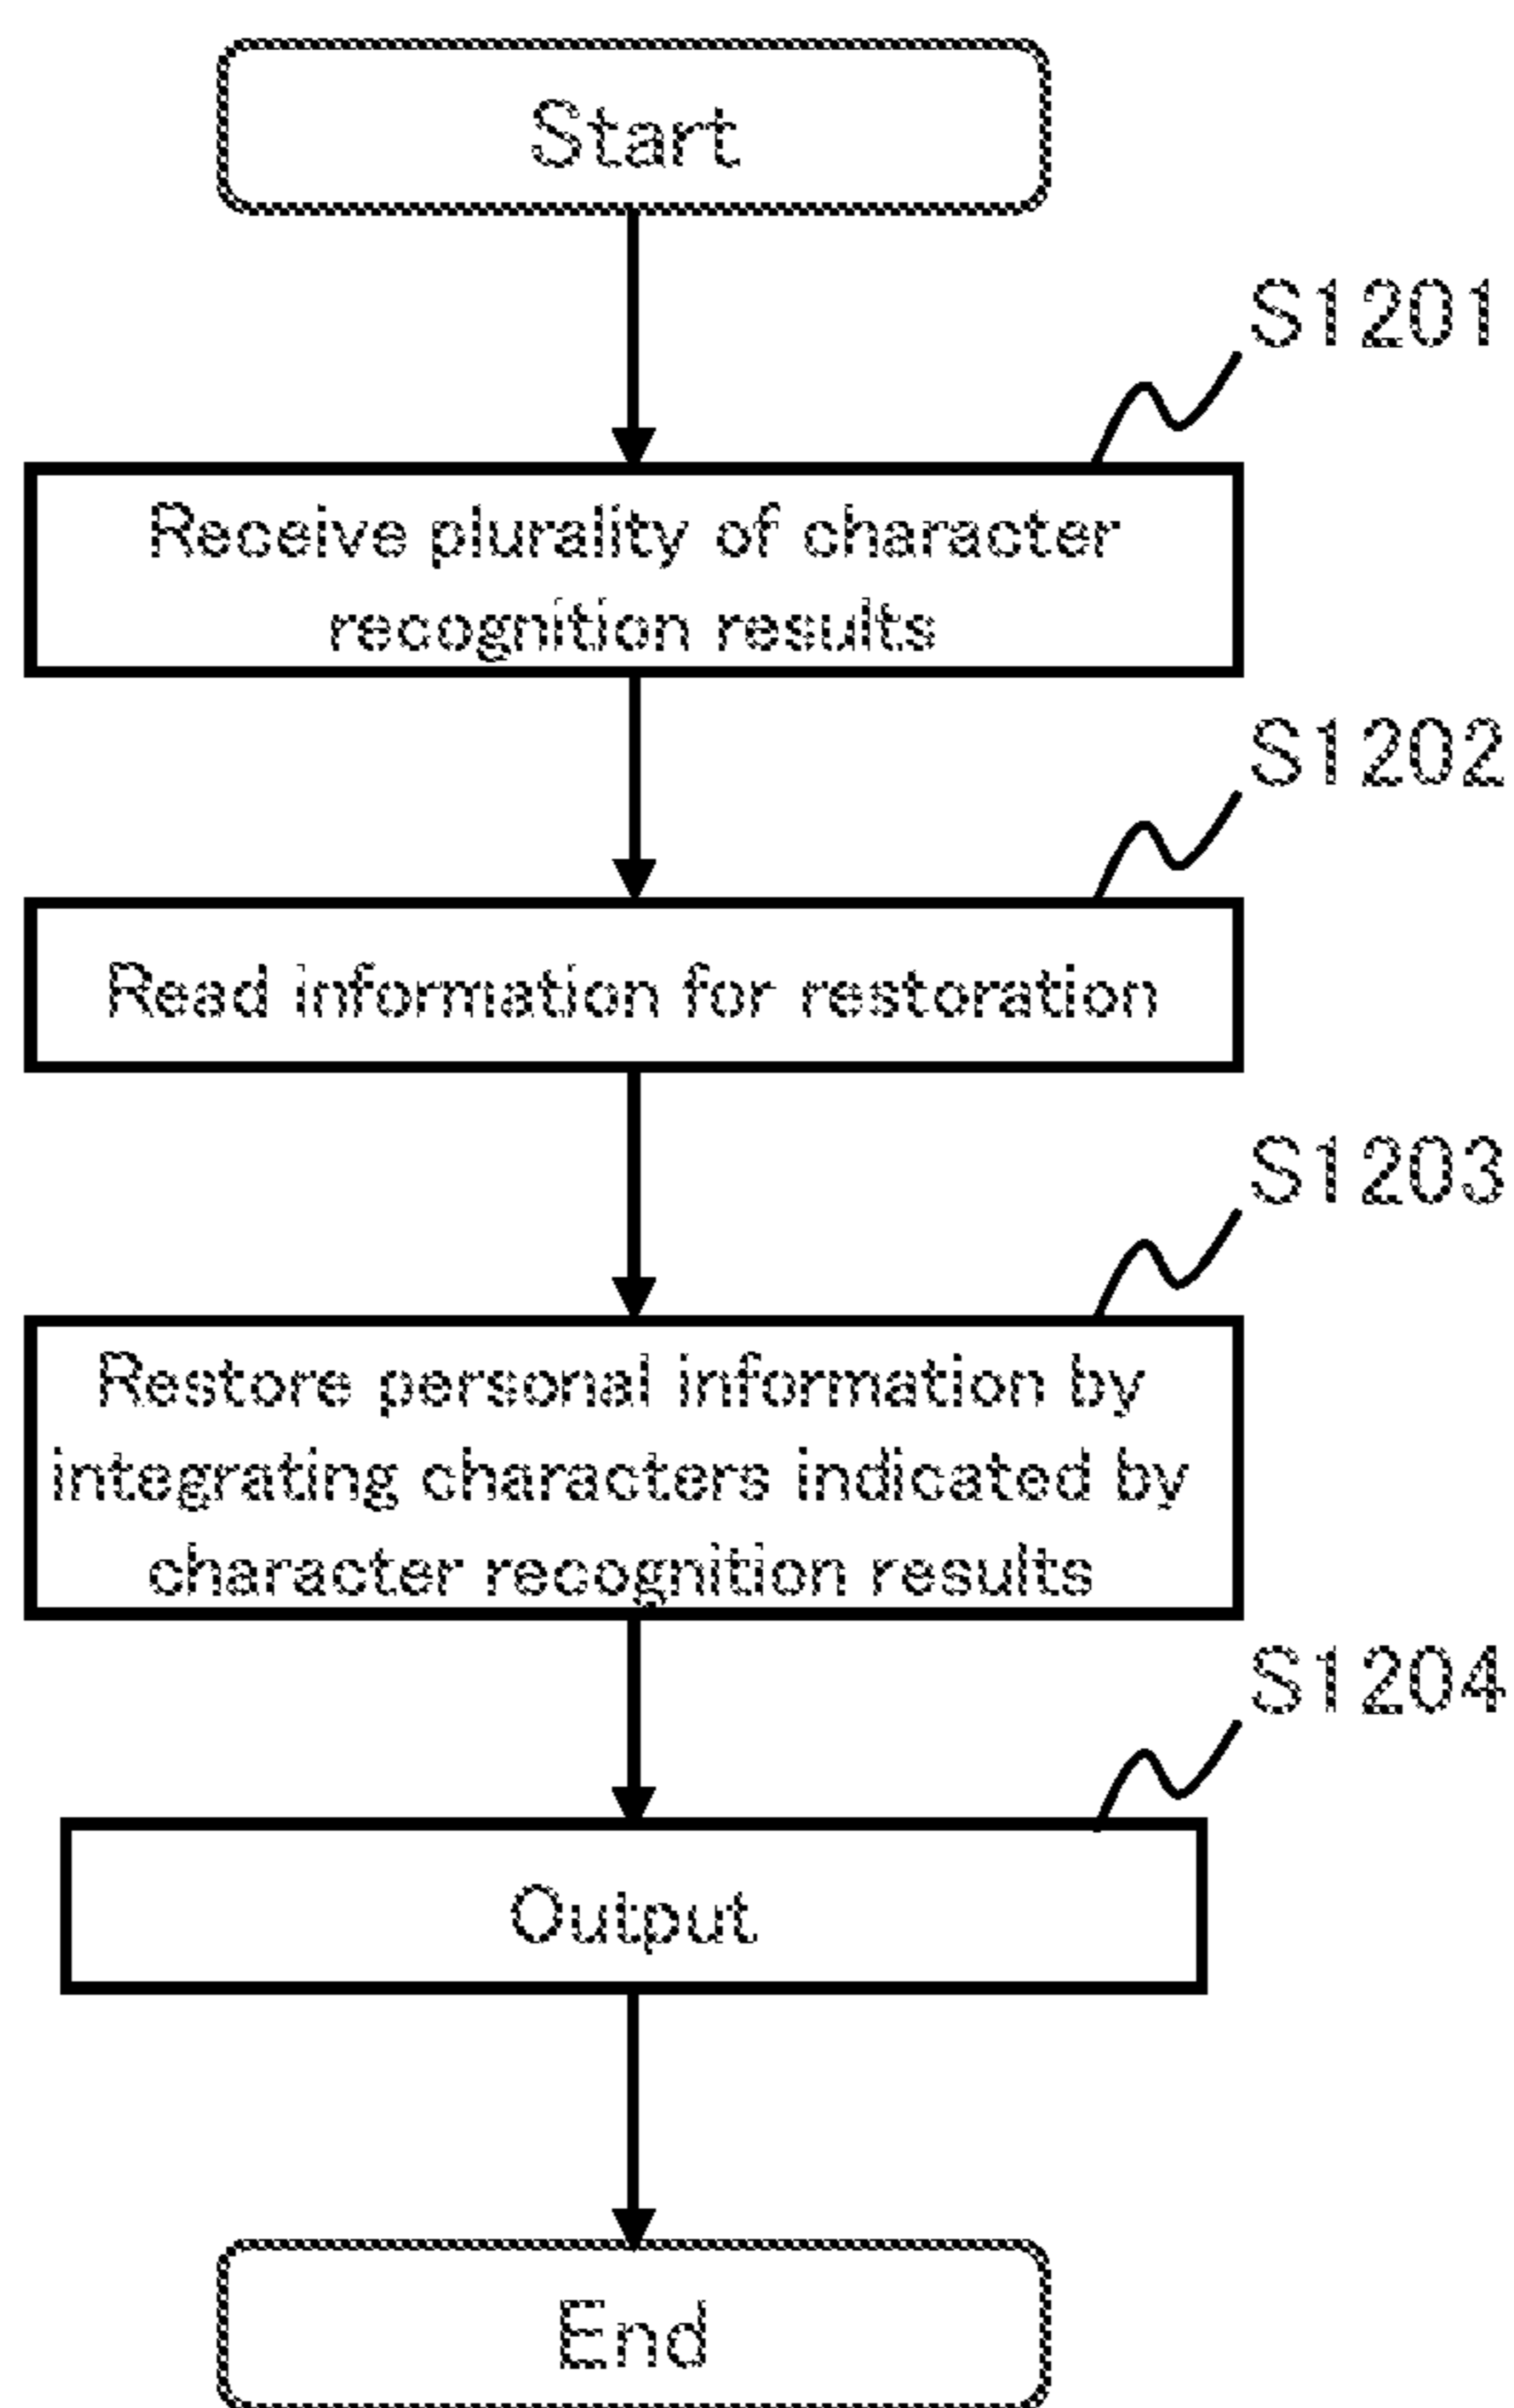 Start
S1201
Receive plurality of character
recognition results
S1202
Read information for restoration
S1203
Restore personal information by
integrating characters indicated by
character recognition results
S1204
Output
End